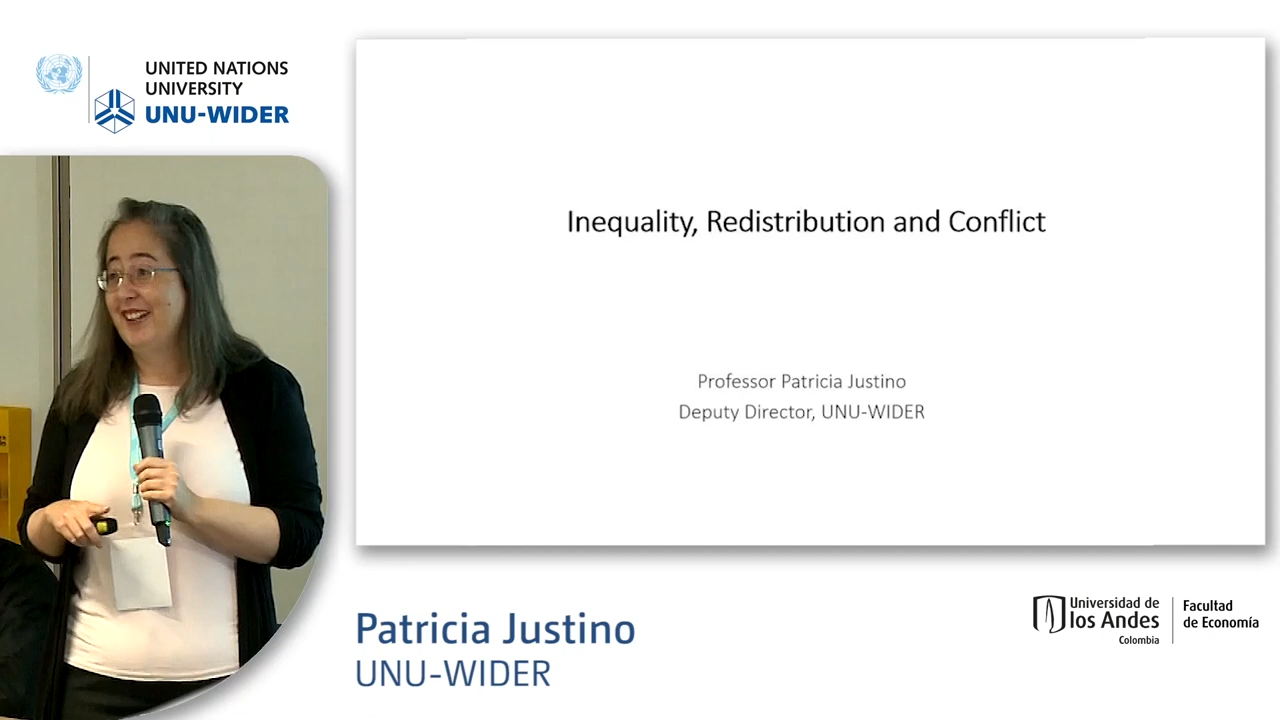 UNITED NATIONS
UNIVERSITY
UNU-WIDER
Inequality, Redistribution and Conflict
Professor Patricia Justino
Deputy Director, UNU-WIDER
Patricia Justino
UNU-WIDER
Universidad de
los Andes
Colombia
Facultad
de Economía